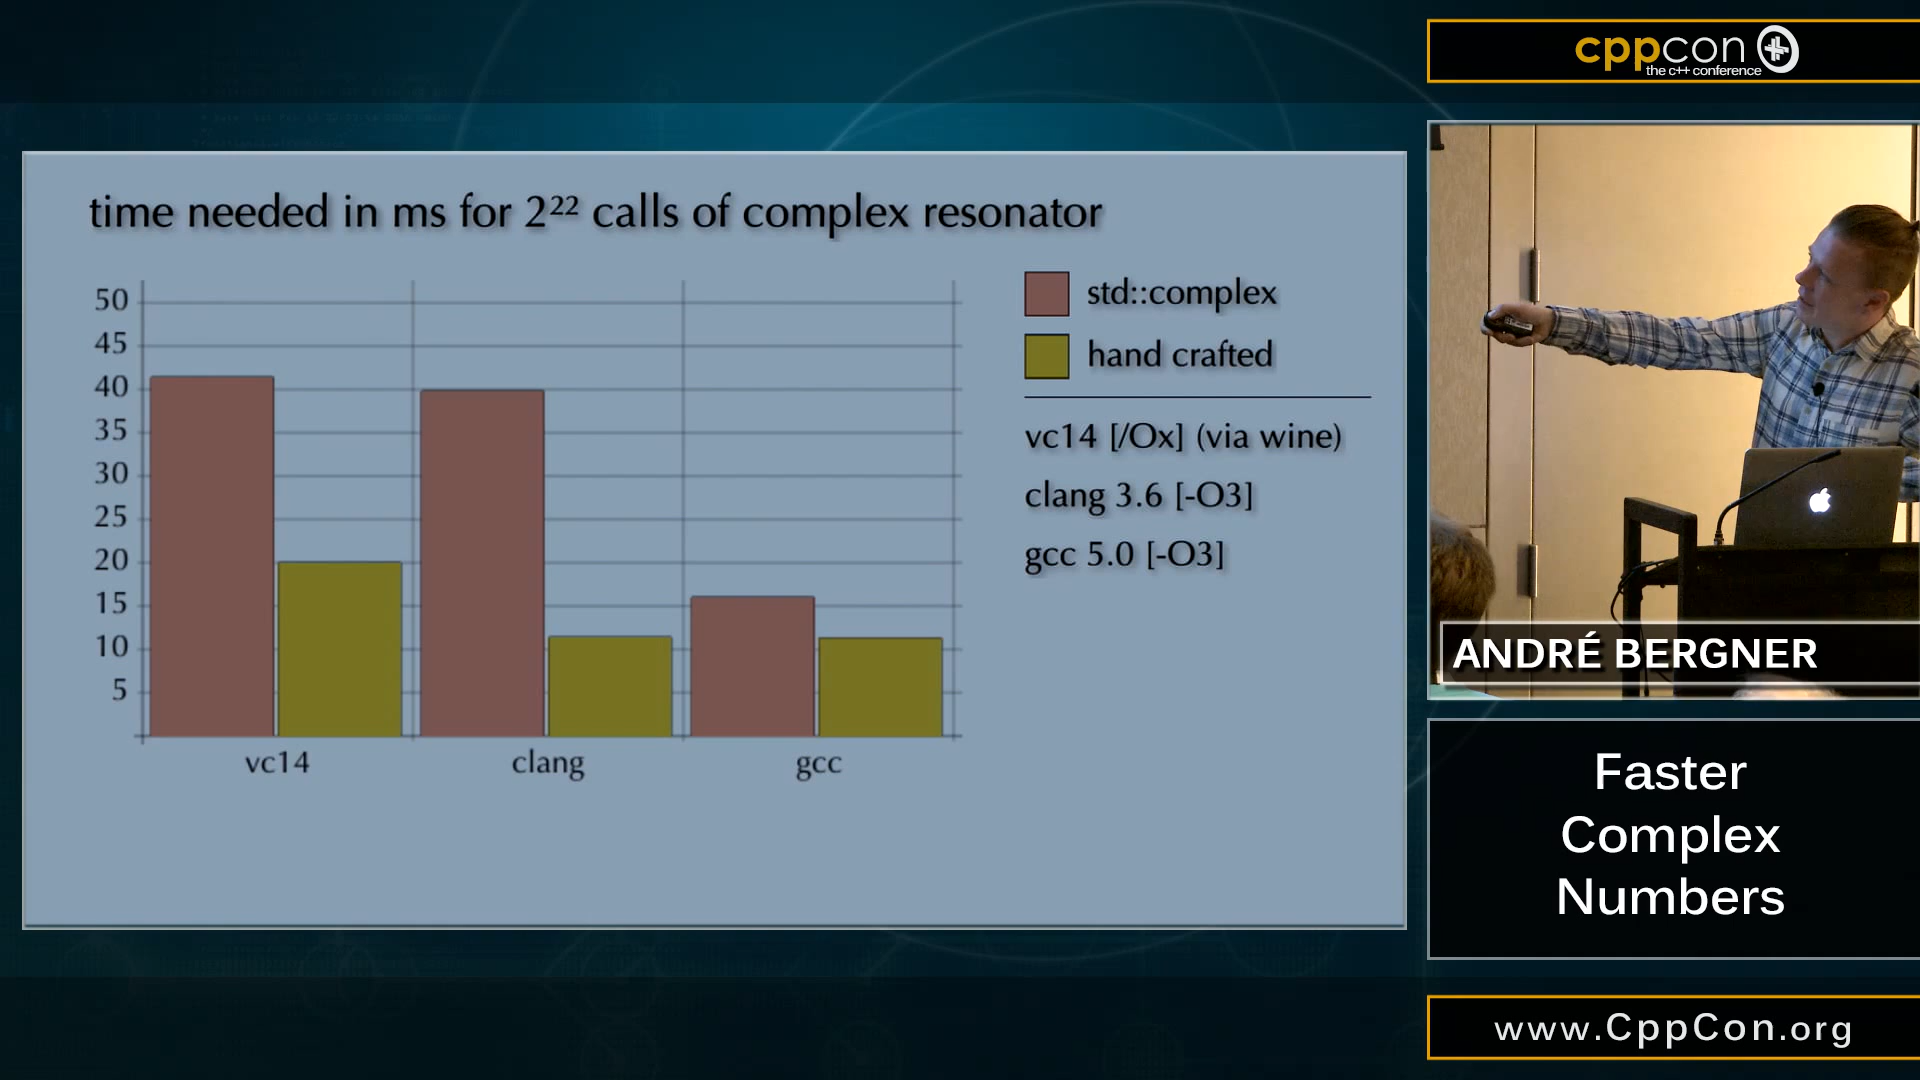 time needed in ms for 2²² calls of complex resonator
50
45
40
35
30
25
20
15
10
5
vc14
clang
gcc
std::complex
hand crafted
vc14 [/Ox] (via wine)
clang 3.6 [-O3]
gcc 5.0 [-O3]
cppcon
the c++ conference
ANDRÉ BERGNER
Faster
Complex
Numbers
www.CppCon.org